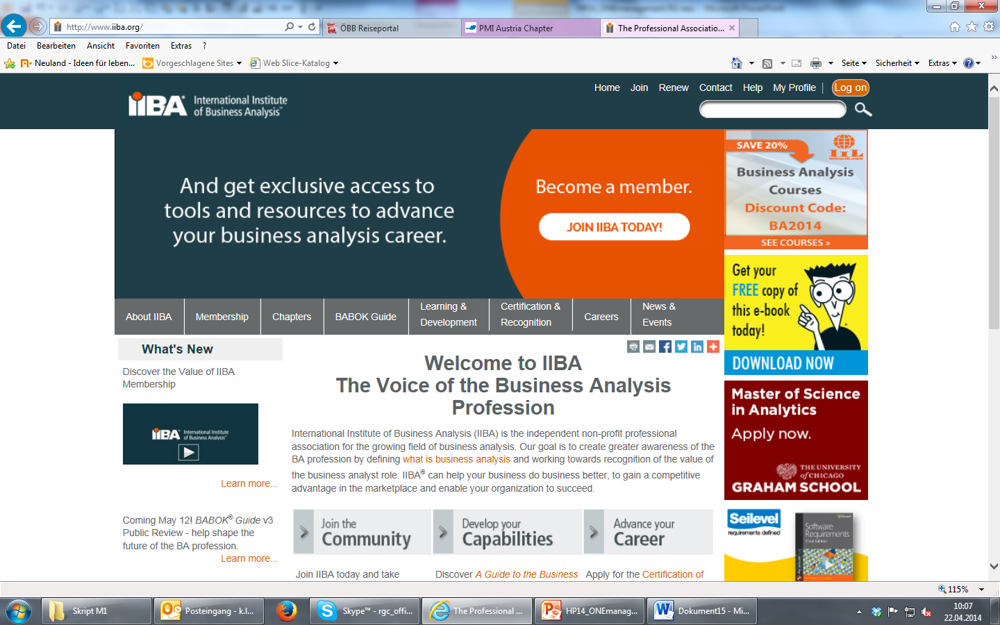 http://www.iiba.org/
ÖBB Reiseportal
PMI Austria Chapter
The Professional Associatio...
Datei Bearbeiten Ansicht Favoriten Extras ?
Neuland - Ideen für leben... Vorgeschlagene Sites Web Slice-Katalog
Seite Sicherheit Extras
iiBA® International Institute of Business Analysis™
Home Join Renew Contact Help My Profile | Log on
And get exclusive access to
tools and resources to advance
your business analysis career.
Become a member.
JOIN IIBA TODAY!
SAVE 20%
IIL
www.iil.com
Business Analysis
Courses
Discount Code:
BA2014
SEE COURSES »
Get your
FREE copy of
this e-book
today!
DOWNLOAD NOW
About IIBA
Membership
Chapters
BABOK Guide
Learning &
Development
Certification &
Recognition
Careers
News &
Events
What's New
Discover the Value of IIBA
Membership
iiBA® International Institute
of Business Analysis™
Learn more...
Coming May 12! BABOK® Guide v3
Public Review - help shape the
future of the BA profession.
Learn more...
Welcome to IIBA
The Voice of the Business Analysis
Profession
International Institute of Business Analysis (IIBA) is the independent non-profit professional
association for the growing field of business analysis. Our goal is to create greater awareness of the
BA profession by defining what is business analysis and working towards recognition of the value of
the business analyst role. IIBA® can help your business do business better, to gain a competitive
advantage in the marketplace and enable your organization to succeed.
Join the
Community
Develop your
Capabilities
Advance your
Career
Join IIBA today and take
Discover A Guide to the Business
Apply for the Certification of
Master of Science
in Analytics
Apply now.
THE UNIVERSITY
of CHICAGO
GRAHAM SCHOOL
Seilevel
requirements defined
Software
Requirements
115%
Skript M1
Posteingang - k.l...
Skype™ - rgc_offi...
The Professional ...
HP14_ONEmanag...
Dokument15 - Mi...
10:07
22.04.2014